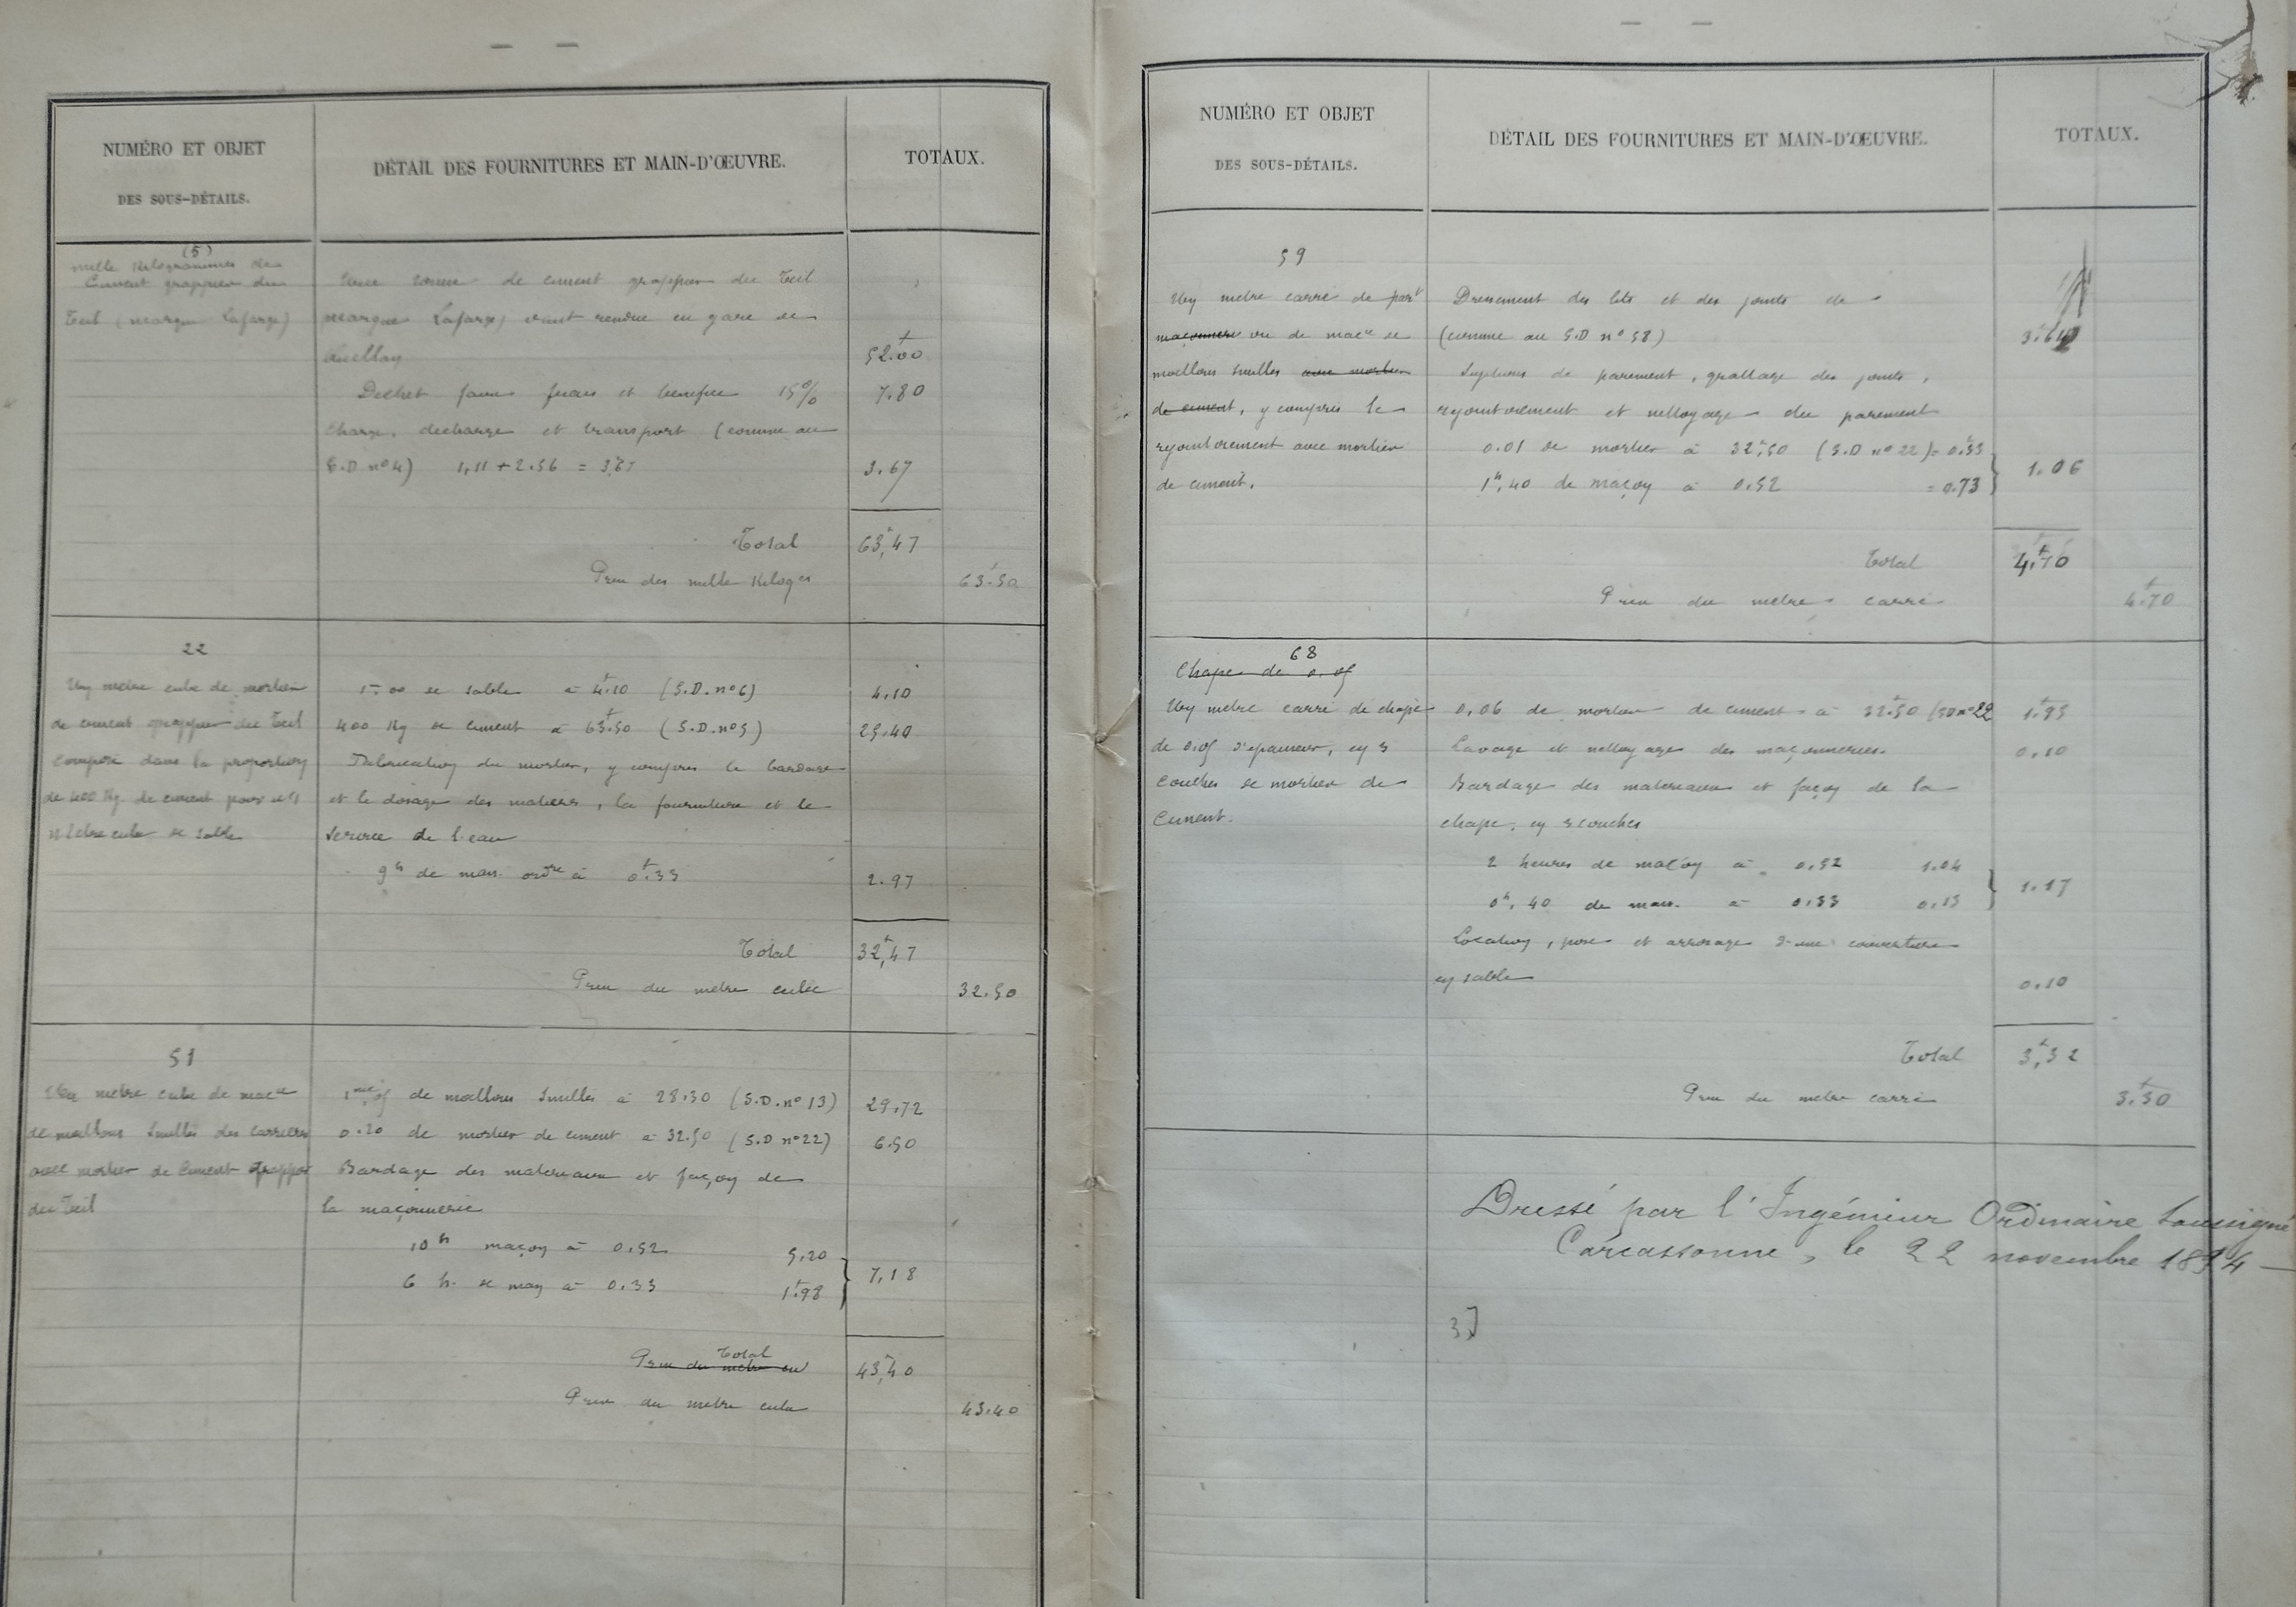 NUMÉRO ET OBJET
DES SOUS-DÉTAILS.
DÉTAIL DES FOURNITURES ET MAIN-D'ŒUVRE.
TOTAUX.
(5)
mille Kilogrammes de
Ciment grappier du
Teil (marque Lafarge)
Une tonne de ciment grappier du Teil
marque Lafarge) vaut rendue en gare de
Quillan
52.00
Déchet faux frais et bénéfice 15%
7.80
Charge, décharge et transport (comme au
S.D n° 4) 1,11 + 2.56 = 3,67
3.67
Total 63,47
Prix des mille Kilogs 63.50
22
Un mètre cube de mortier
de ciment grappier du Teil
composé dans la proportion
de 400 Kg. de ciment pour un
mètre cube de sable
1m00 de sable à 4.10 (S.D. n° 6) 4.10
400 Kg de ciment à 63.50 (S.D. n° 5) 25.40
Fabrication du mortier, y compris le bardage
et le dosage des matières, la fourniture et le
service de l'eau
9h de man. ordre à 0.33 2.97
Total 32,47
Prix du mètre cube 32.50
51
Un mètre cube de macie
de moellons smillés des carrières
avec mortier de ciment grappier
du Teil
1mc,05 de moellons smillés à 28.30 (S.D. n° 13) 29.72
0.20 de mortier de ciment à 32.50 (S.D n° 22) 6.50
Bardage des matériaux et façon de
la maçonnerie
10h maçon à 0.52 5.20
6 h. de man à 0.33 1.98
7,18
Total
Prix du mètre cu
43,40
Prix du mètre cube 43.40
NUMÉRO ET OBJET
DES SOUS-DÉTAILS.
DÉTAIL DES FOURNITURES ET MAIN-D'ŒUVRE.
TOTAUX.
59
Un mètre carré de part
maçonnerie vu de macie de
moellons smillés avec mortier
de ciment, y compris le
rejointoiement avec mortier
de ciment.
Dressement des lits et des joints de
(comme au S.D n° 58) 3.64
Sujétions de parement, grattage des joints,
rejointoiement et nettoyage du parement
0.01 de mortier à 32,50 (S.D n° 22) = 0.33
1h,40 de maçon à 0.52 = 0.73
1.06
Total 4,70
Prix du mètre carré 4.70
68
Chape de 0.05
Un mètre carré de chape
de 0.05 d'épaisseur, en 3
couches de mortier de
Ciment.
0,06 de mortier de ciment à 32.50 (SD n° 22 1.95
Lavage et nettoyage des maçonneries. 0.10
Bardage des matériaux et façon de la
chape, en 3 couches
2 heures de maçon à 0.52 1.04
0h,40 de man. à 0.33 0.13
1.17
Location, pose et arrosage d'une couverture
en sable 0.10
Total 3,32
Prix du mètre carré 3.30
Dressé par l'Ingénieur Ordinaire Soussigné
Carcassonne, le 22 novembre 1894